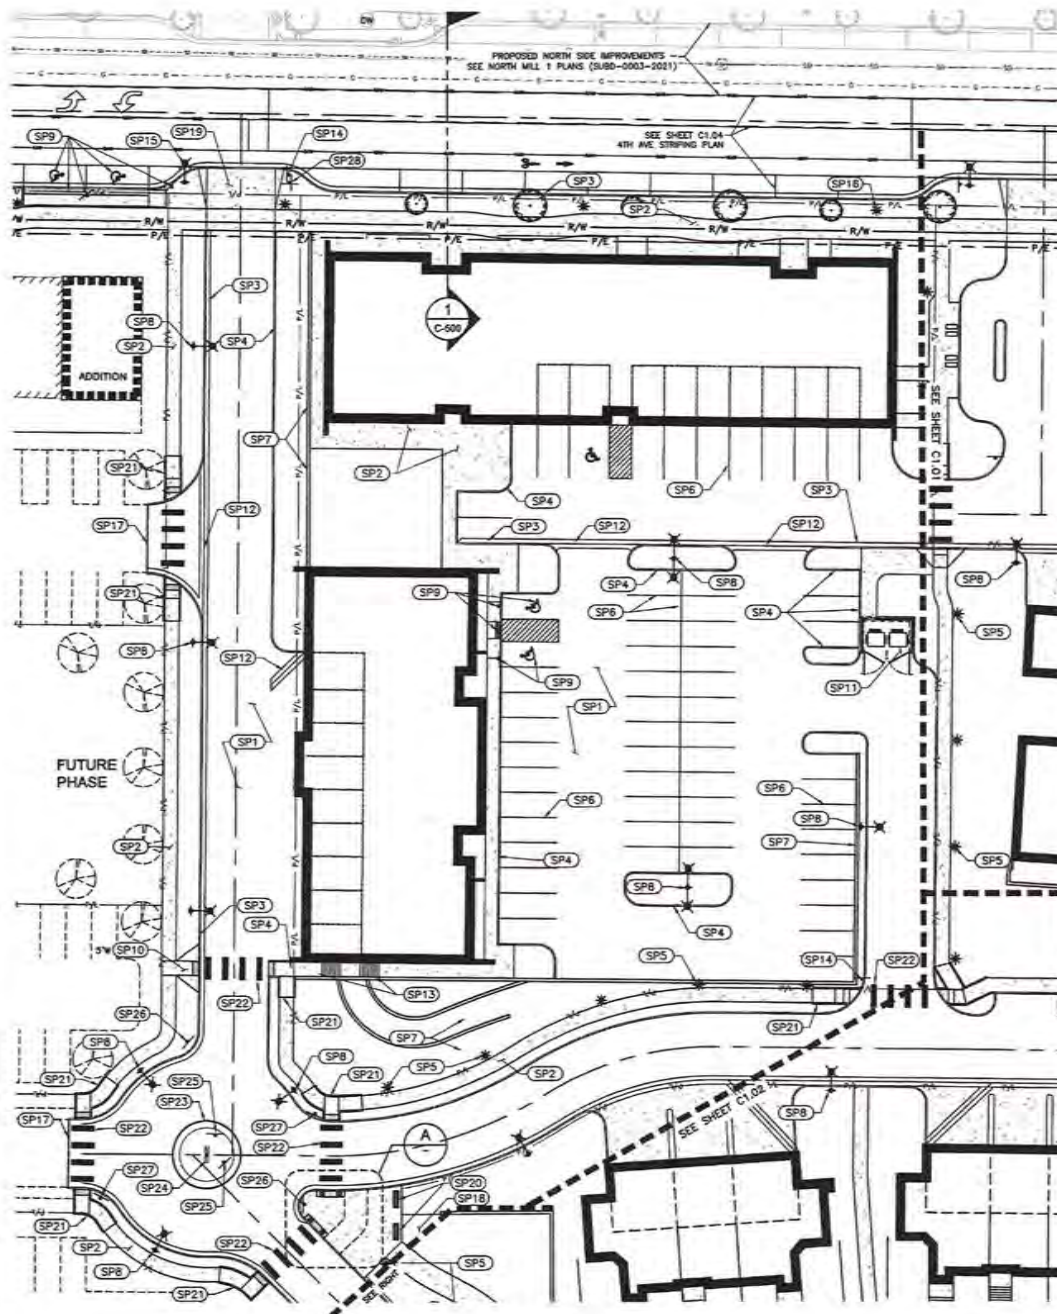 DW
PROPOSED NORTH SIDE IMPROVEMENTS
SEE NORTH MILL 1 PLANS (SUBD-0003-2021)
SEE SHEET C1.04
4TH AVE STRIPING PLAN
SP9
SP15
SP19
SP14
SP28
SP3
SP2
R/W
R/W
R/W
R/W
R/W
P/E
P/E
P/E
P/E
P/E
SP3
SP8
SP2
SP4
ADDITION
1
C-500
SEE SHEET C1.01
SP7
SP2
SP21
SP4
SP6
SP3
SP17
SP12
SP3
SP12
SP12
SP4
SP8
SP8
SP21
SP9
SP6
SP4
SP5
SP8
SP12
SP9
SP11
SP1
SP1
FUTURE
PHASE
SP6
SP6
SP8
SP2
SP4
SP7
SP5
SP8
SP3
SP4
SP4
SP10
SP5
SP14
SP22
SP13
SP22
SP21
SP21
SP26
SP7
SP8
SP8
SP5
SP2
SP21
SP25
SP21
SP23
SP17
SP22
SP27
SP22
SEE SHEET C1.02
SP8
A
SP27
SP24
SP25
SP26
SP20
SP18
SP21
SP2
SP22
SP8
SP5
SEE RIGHT
SP21